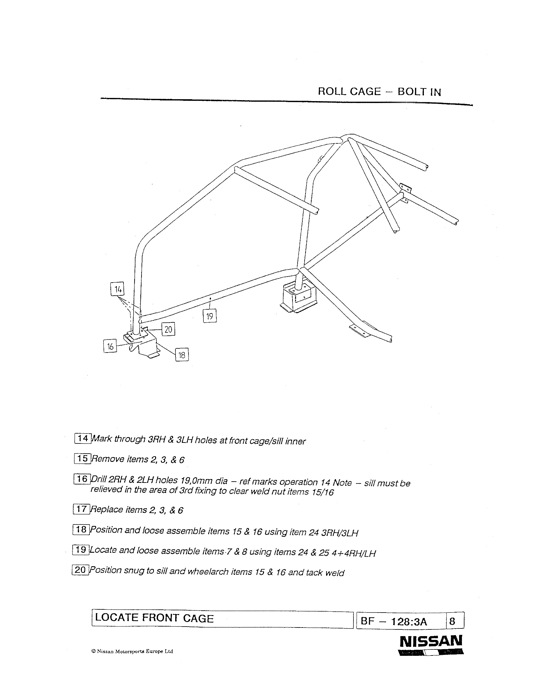 ROLL CAGE – BOLT IN
14
19
20
16
18
14 Mark through 3RH & 3LH holes at front cage/sill inner
15 Remove items 2, 3, & 6
16 Drill 2RH & 2LH holes 19,0mm dia – ref marks operation 14 Note – sill must be
relieved in the area of 3rd fixing to clear weld nut items 15/16
17 Replace items 2, 3, & 6
18 Position and loose assemble items 15 & 16 using item 24 3RH/3LH
19 Locate and loose assemble items 7 & 8 using items 24 & 25 4+4RH/LH
20 Position snug to sill and wheelarch items 15 & 16 and tack weld
LOCATE FRONT CAGE
BF – 128:3A 8
NISSAN
© Nissan Motorsports Europe Ltd